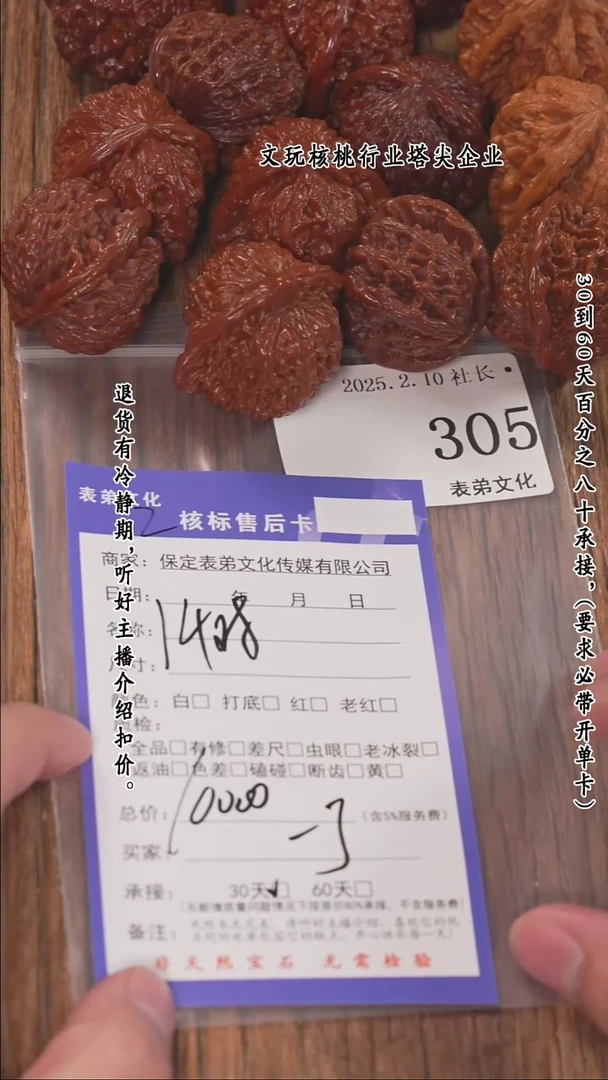 文玩核桃行业塔尖企业
30到60天百分之八十承接，（要求必带开单卡）
退货有冷静期，听好主播介绍扣价。
2025.2.10 社长
305
表弟文化
表弟文化
核标售后卡
商家：保定表弟文化传媒有限公司
日期： 年 月 日
名称：
尺寸：
1428
颜色：白□ 打底□ 红□ 老红□
质检：
全品□有修□差尺□虫眼□老冰裂□
返油□色差□磕碰□断齿□黄□
总价： 10000 （含5%服务费）
买家：
承接： 30天☑ 60天□
备注：
非天然宝石 无需检验